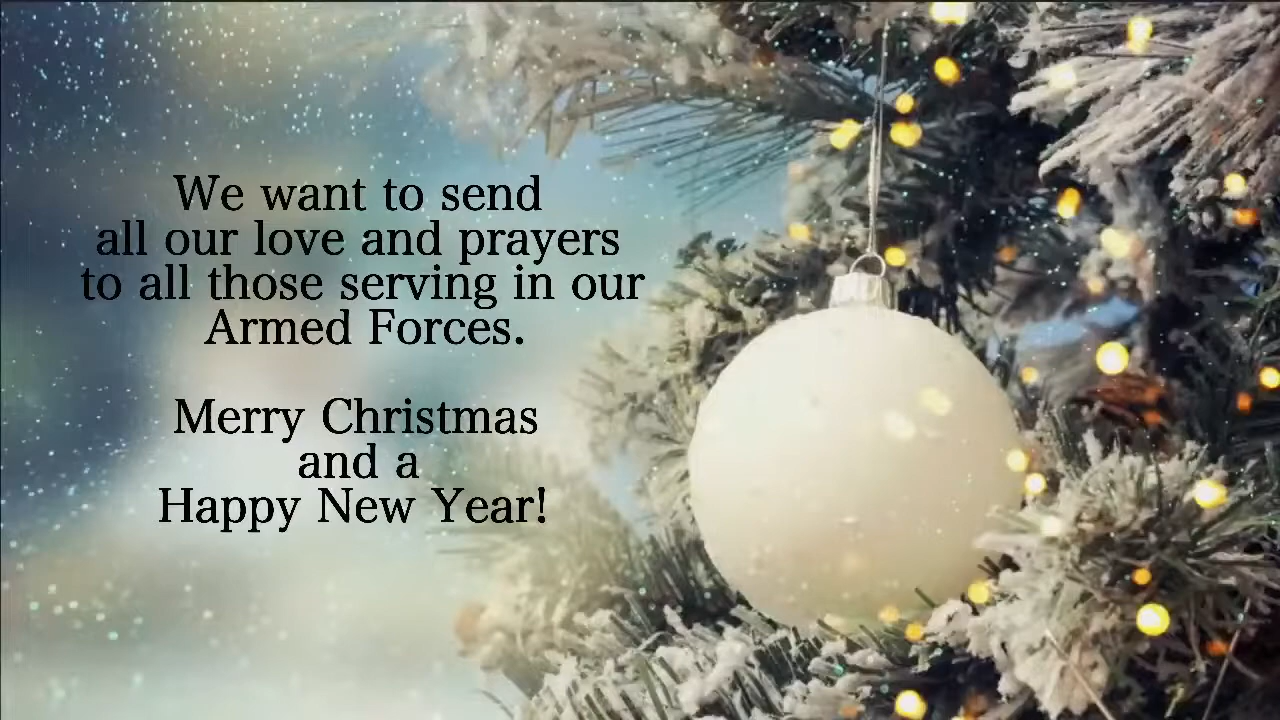 We want to send
all our love and prayers
to all those serving in our
Armed Forces.
Merry Christmas
and a
Happy New Year!